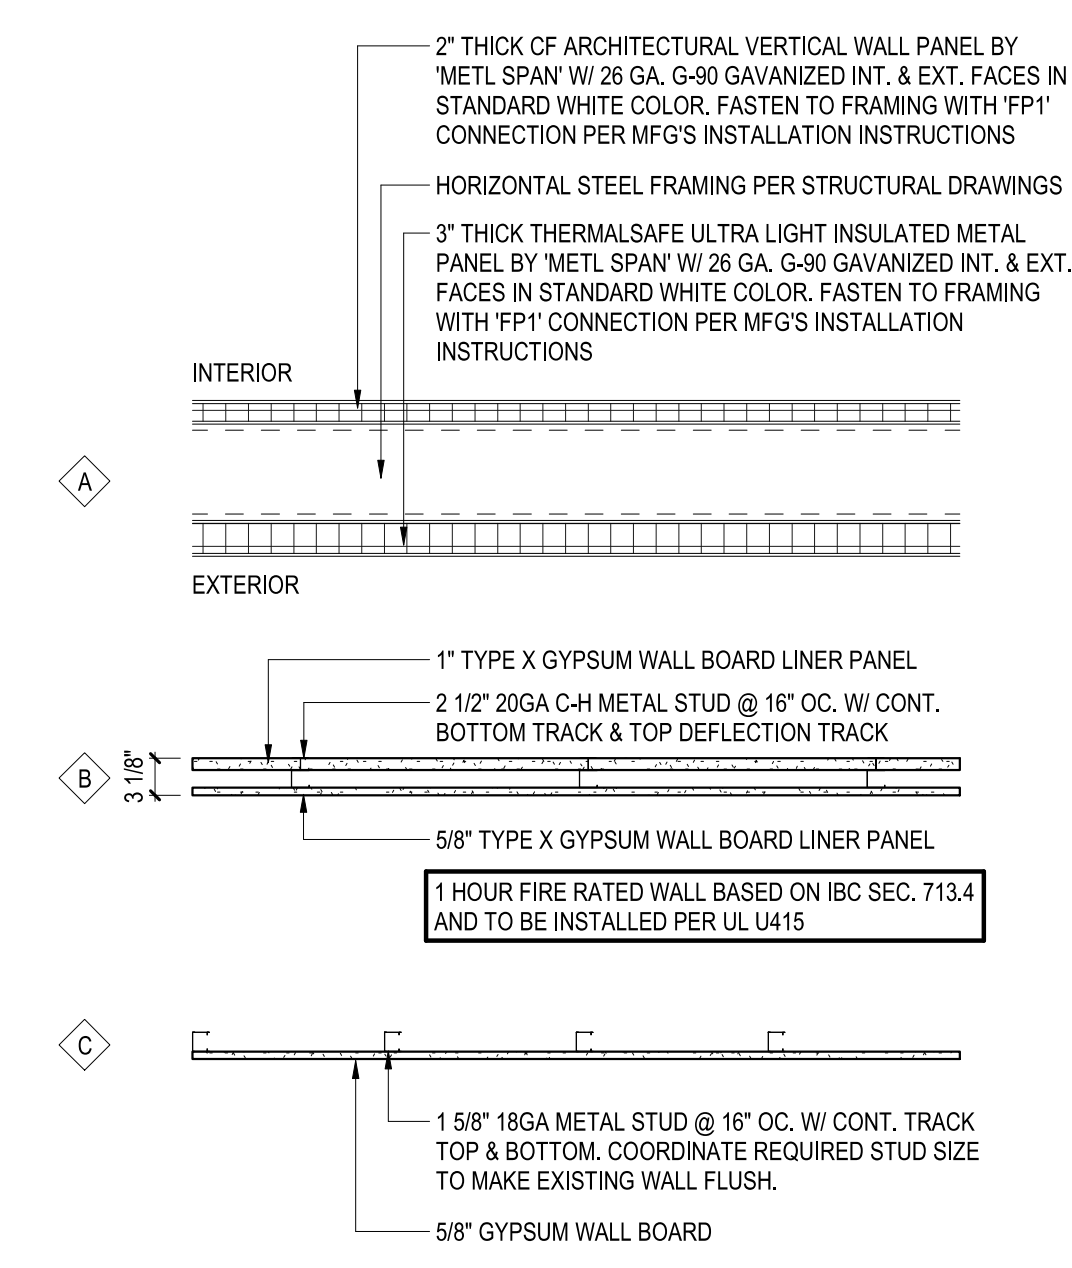 2" THICK CF ARCHITECTURAL VERTICAL WALL PANEL BY
'METL SPAN' W/ 26 GA. G-90 GAVANIZED INT. & EXT. FACES IN
STANDARD WHITE COLOR. FASTEN TO FRAMING WITH 'FP1'
CONNECTION PER MFG'S INSTALLATION INSTRUCTIONS
HORIZONTAL STEEL FRAMING PER STRUCTURAL DRAWINGS
3" THICK THERMALSAFE ULTRA LIGHT INSULATED METAL
PANEL BY 'METL SPAN' W/ 26 GA. G-90 GAVANIZED INT. & EXT.
FACES IN STANDARD WHITE COLOR. FASTEN TO FRAMING
WITH 'FP1' CONNECTION PER MFG'S INSTALLATION
INSTRUCTIONS
INTERIOR
A
EXTERIOR
1" TYPE X GYPSUM WALL BOARD LINER PANEL
2 1/2" 20GA C-H METAL STUD @ 16" OC. W/ CONT.
BOTTOM TRACK & TOP DEFLECTION TRACK
B
3 1/8"
5/8" TYPE X GYPSUM WALL BOARD LINER PANEL
1 HOUR FIRE RATED WALL BASED ON IBC SEC. 713.4
AND TO BE INSTALLED PER UL U415
C
1 5/8" 18GA METAL STUD @ 16" OC. W/ CONT. TRACK
TOP & BOTTOM. COORDINATE REQUIRED STUD SIZE
TO MAKE EXISTING WALL FLUSH.
5/8" GYPSUM WALL BOARD